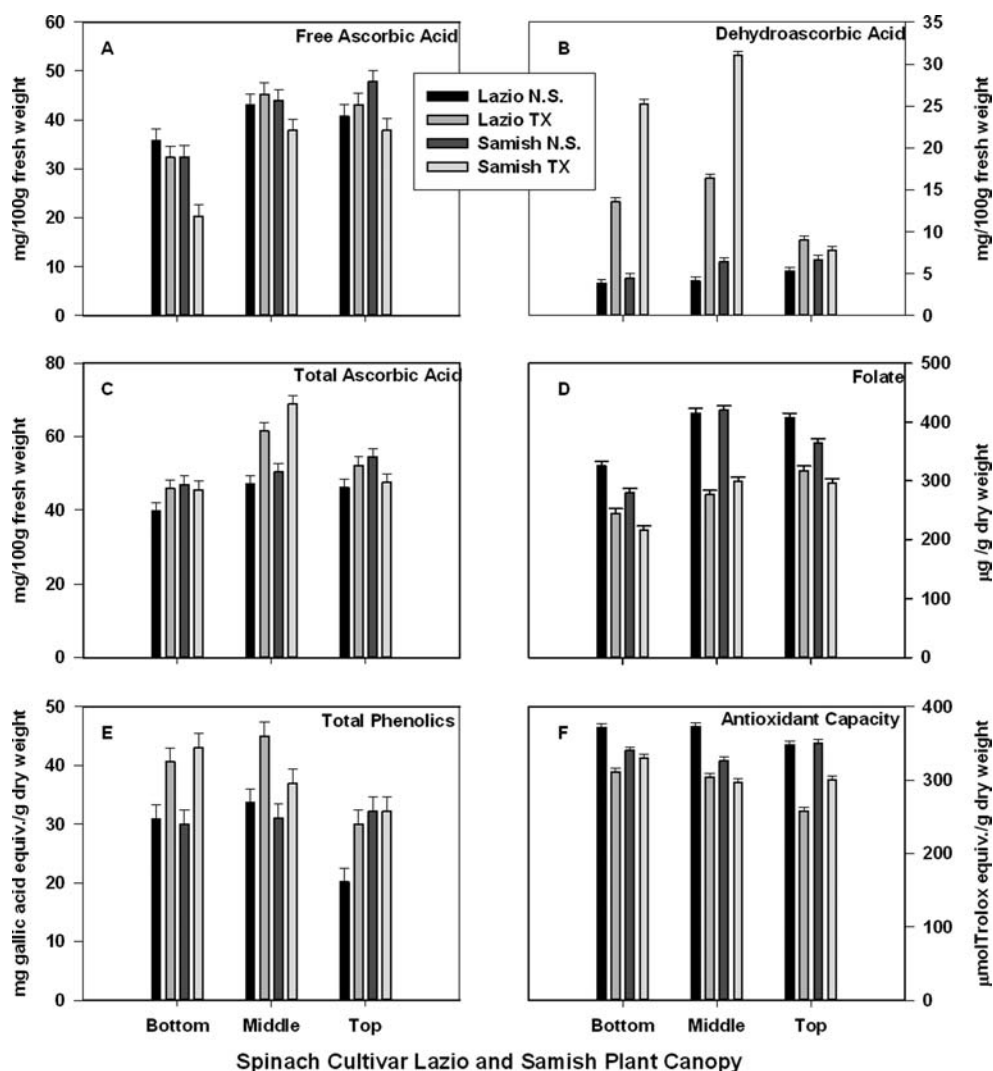 A
Free Ascorbic Acid
60
50
40
30
20
10
0
mg/100g fresh weight
B
Dehydroascorbic Acid
35
30
25
20
15
10
5
0
mg/100g fresh weight
Lazio N.S.
Lazio TX
Samish N.S.
Samish TX
C
Total Ascorbic Acid
80
60
40
20
0
mg/100g fresh weight
D
Folate
500
400
300
200
100
0
µg /g dry weight
E
Total Phenolics
50
40
30
20
10
0
mg gallic acid equiv./g dry weight
Bottom Middle Top
F
Antioxidant Capacity
400
300
200
100
0
µmolTrolox equiv./g dry weight
Bottom Middle Top
Spinach Cultivar Lazio and Samish Plant Canopy